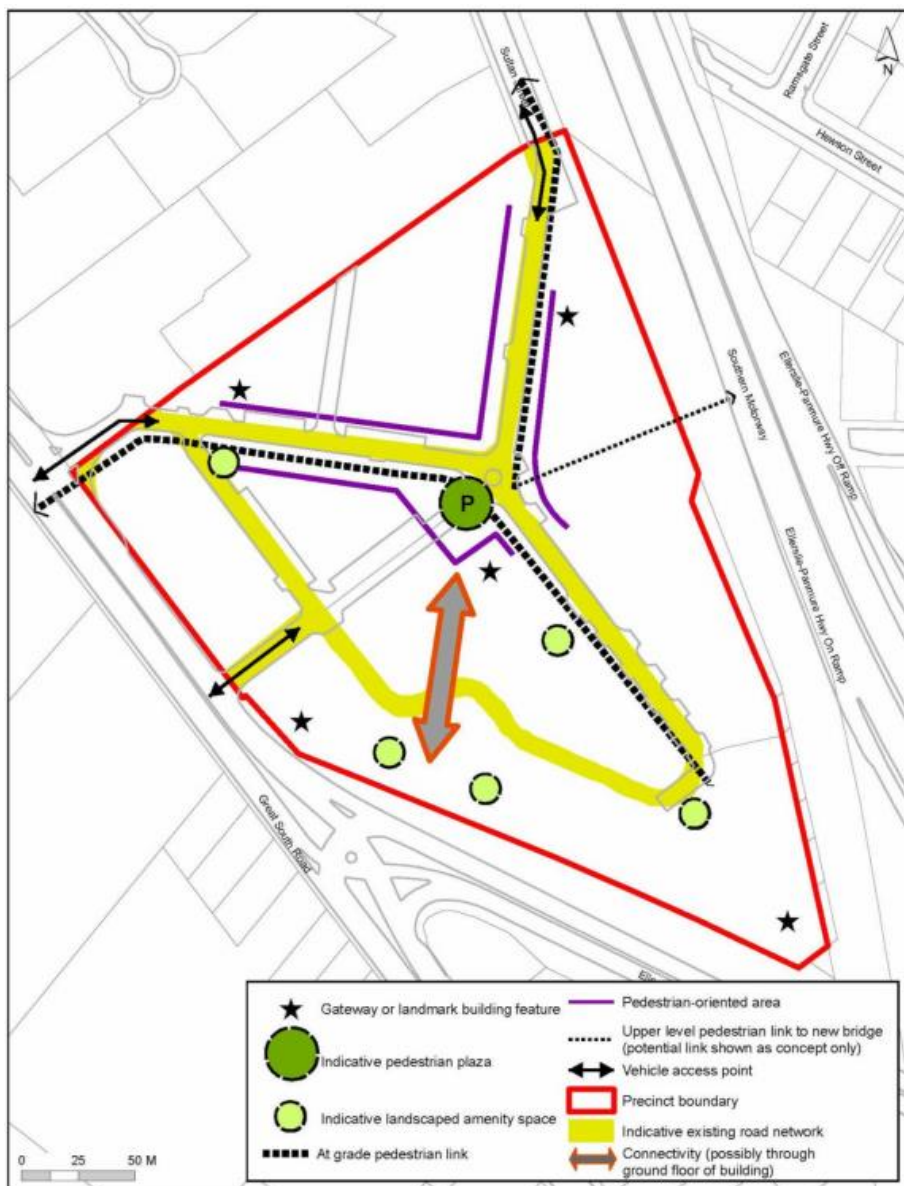 N
Ramsgate Street
Hewson Street
Sultan
Southern Motorway
Ellerslie-Panmure Hwy Off Ramp
Ellerslie-Panmure Hwy On Ramp
P
Great South Road
Gateway or landmark building feature
Indicative pedestrian plaza
Indicative landscaped amenity space
At grade pedestrian link
Pedestrian-oriented area
Upper level pedestrian link to new bridge
(potential link shown as concept only)
Vehicle access point
Precinct boundary
Indicative existing road network
Connectivity (possibly through
ground floor of building)
0 25 50 M